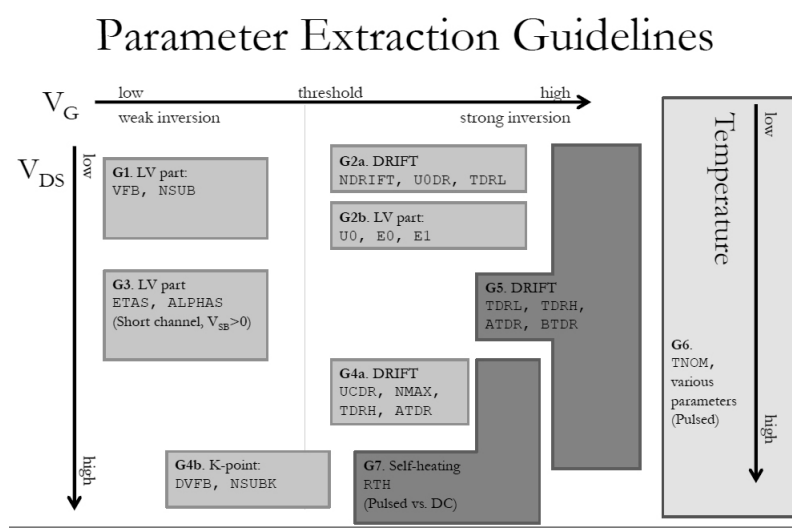 Parameter Extraction Guidelines
V_G
low
threshold
high
weak inversion
strong inversion
V_DS
low
high
G1. LV part:
VFB, NSUB
G2a. DRIFT
NDRIFT, U0DR, TDRL
G2b. LV part:
U0, E0, E1
G3. LV part
ETAS, ALPHAS
(Short channel, V_SB>0)
G5. DRIFT
TDRL, TDRH,
ATDR, BTDR
G4a. DRIFT
UCDR, NMAX,
TDRH, ATDR
G4b. K-point:
DVFB, NSUBK
G7. Self-heating
RTH
(Pulsed vs. DC)
Temperature
low
high
G6.
TNOM,
various
parameters
(Pulsed)